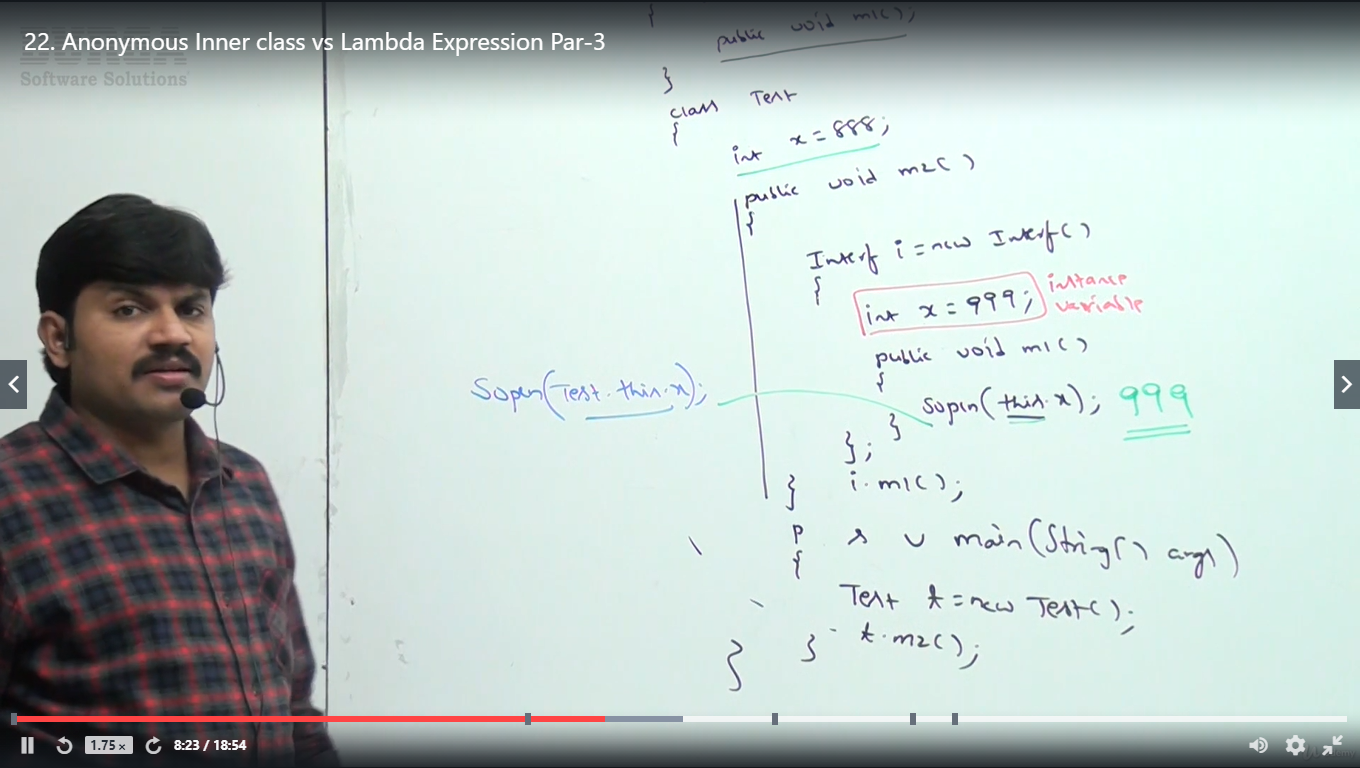 22. Anonymous Inner class vs Lambda Expression Par-3
Software Solutions
{
public void m1();
}
class Test
{
int x = 888;
public void m2()
{
Interf i = new Interf()
{
int x = 999; instance
variable
public void m1()
{
Sopln(Test.this.x); Sopln(this.x); 999
}
};
i.m1();
}
p s v main(String() args)
{
Test t = new Test();
t.m2();
}
}
1.75 x 8:23 / 18:54